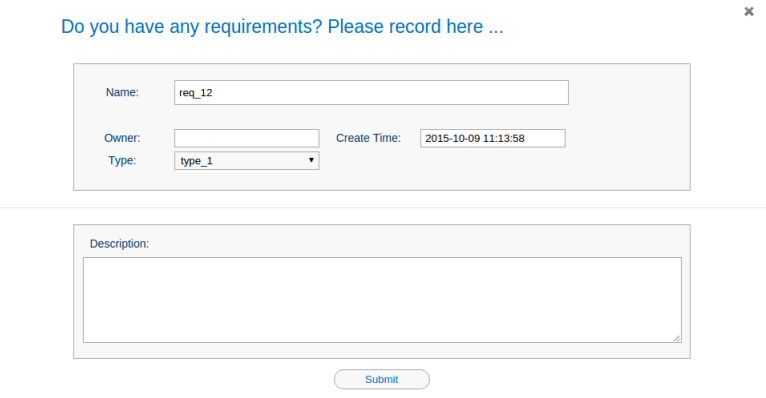 Do you have any requirements? Please record here ...
Name: req_12
Owner: Create Time: 2015-10-09 11:13:58
Type: type_1
Description:
Submit